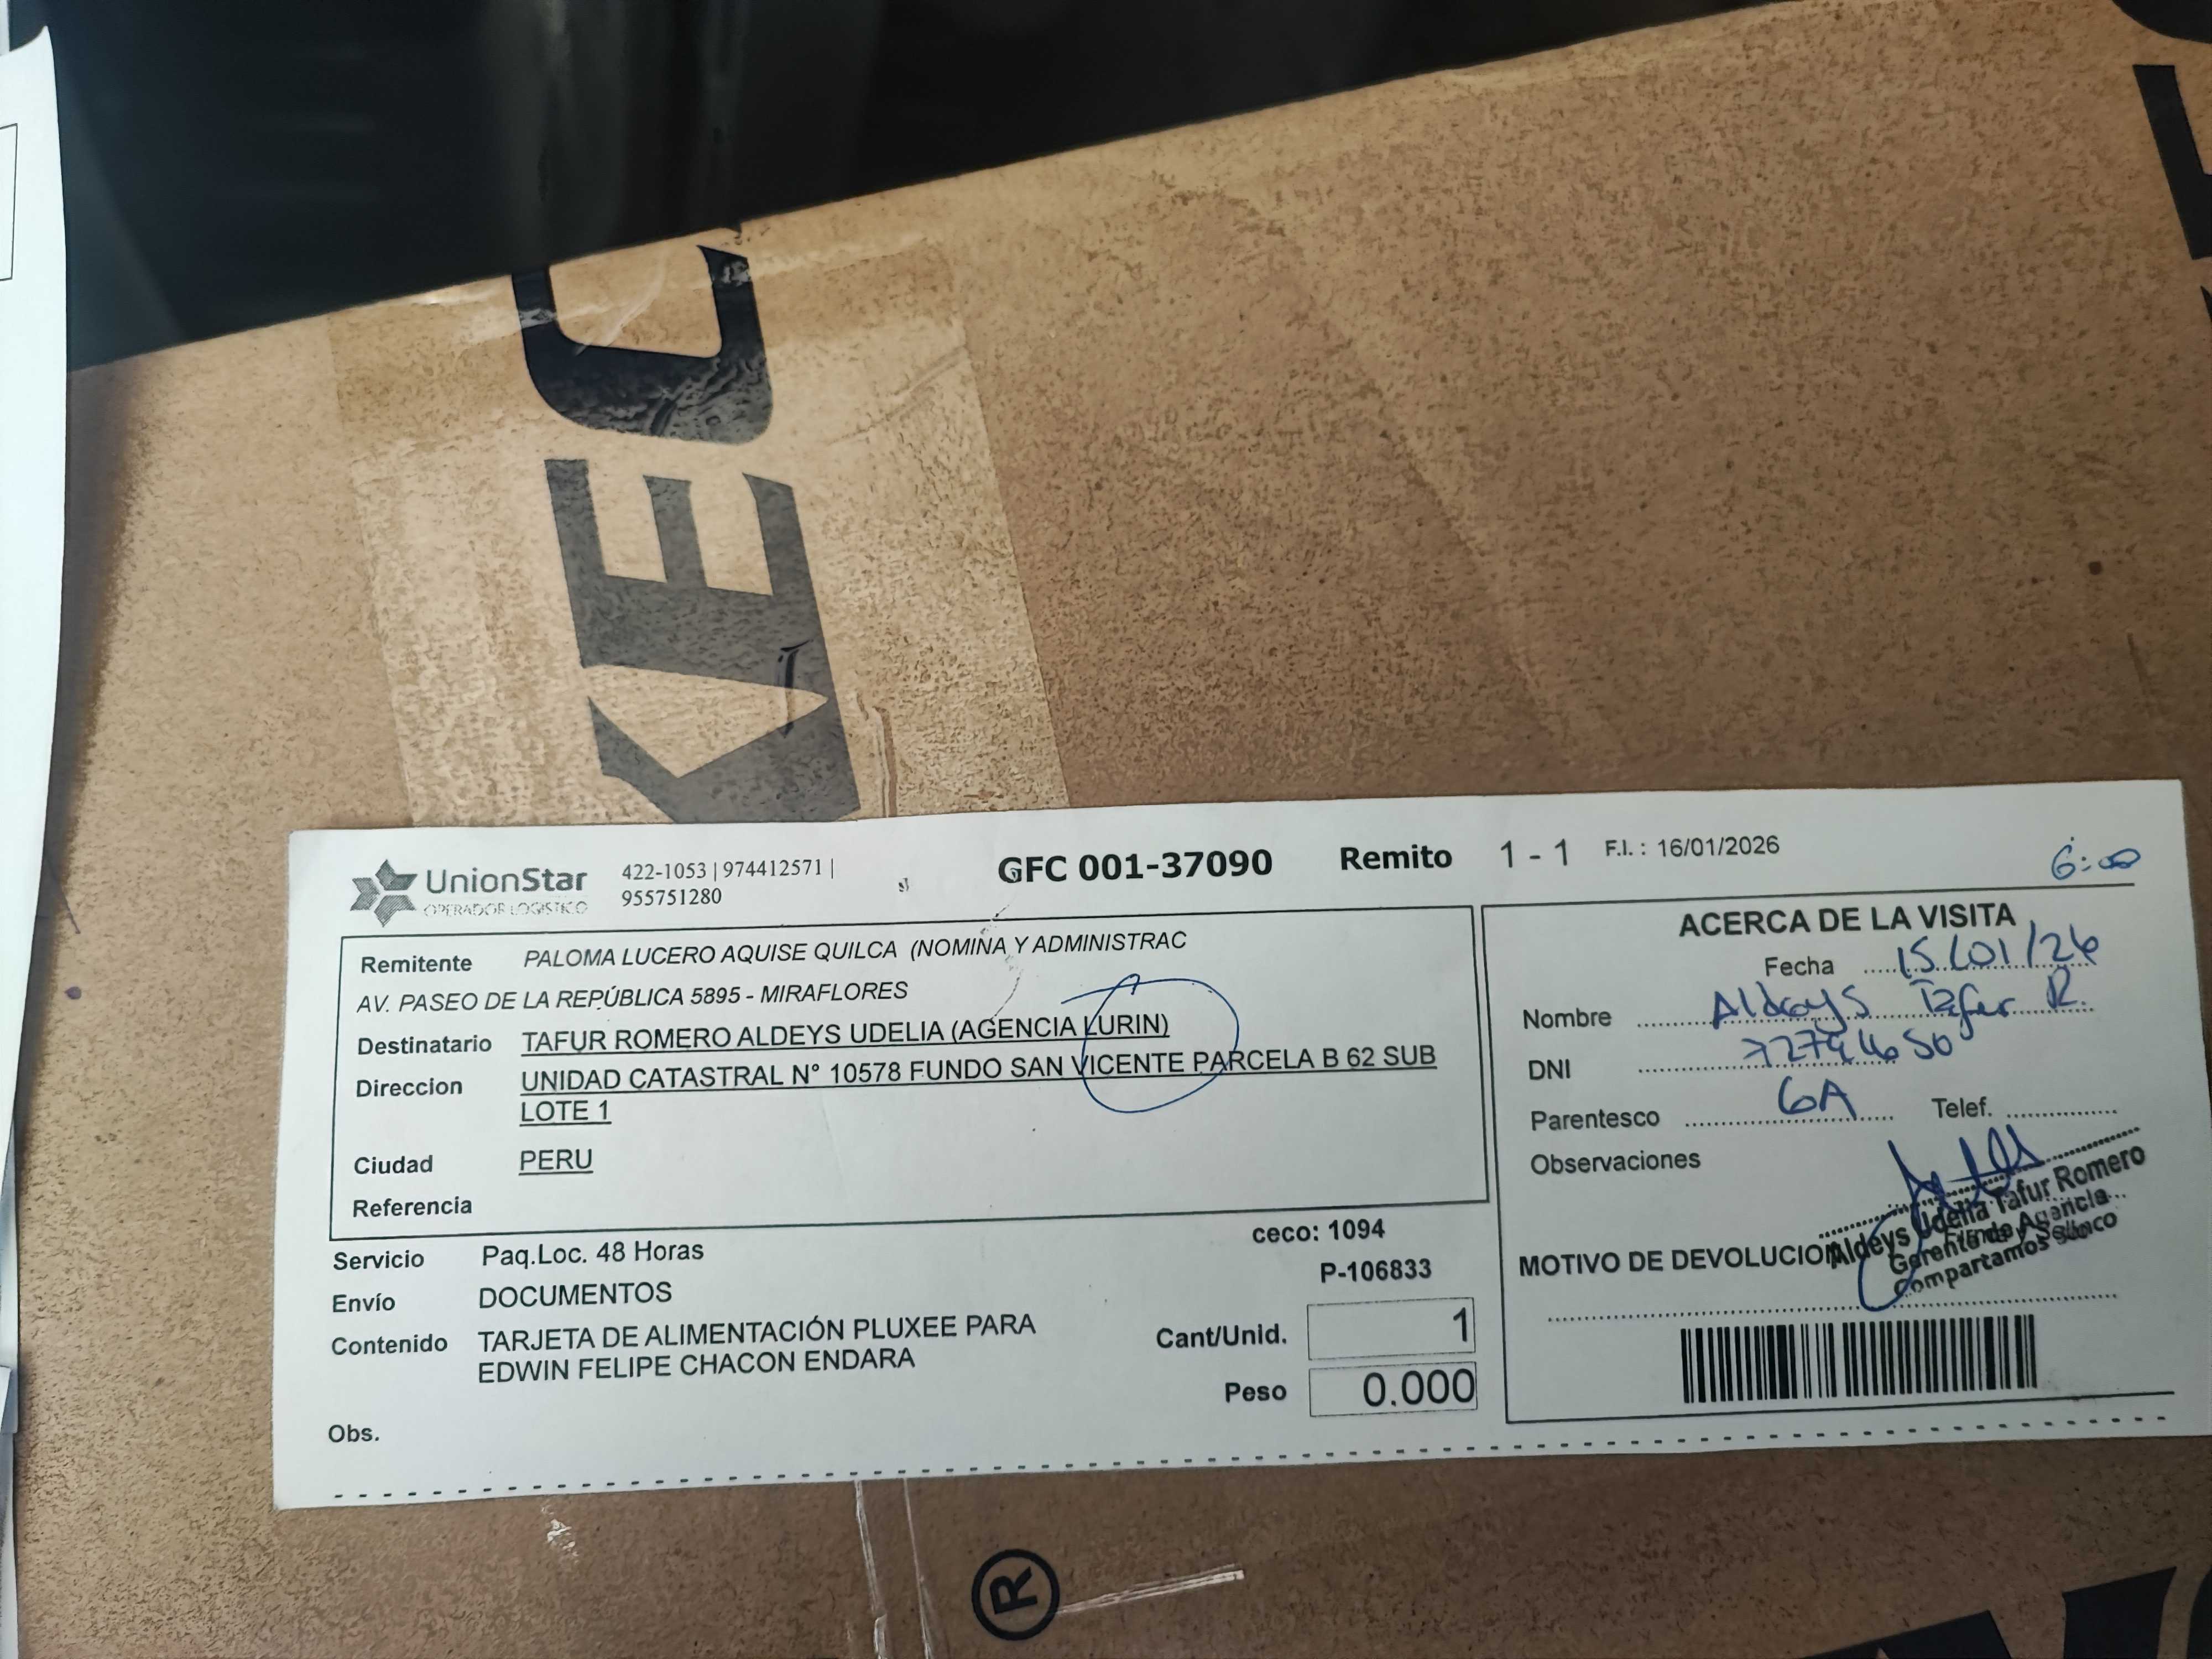 KEC
UnionStar
OPERADOR LOGISTICO
422-1053 | 974412571 |
955751280
GFC 001-37090
Remito 1 - 1
F.I. : 16/01/2026
6:00
Remitente PALOMA LUCERO AQUISE QUILCA (NOMINA Y ADMINISTRAC
AV. PASEO DE LA REPÚBLICA 5895 - MIRAFLORES
Destinatario TAFUR ROMERO ALDEYS UDELIA (AGENCIA LURIN)
Direccion UNIDAD CATASTRAL N° 10578 FUNDO SAN VICENTE PARCELA B 62 SUB
LOTE 1
Ciudad PERU
Referencia
Servicio Paq.Loc. 48 Horas
Envío DOCUMENTOS
Contenido TARJETA DE ALIMENTACIÓN PLUXEE PARA
EDWIN FELIPE CHACON ENDARA
Obs.
ceco: 1094
P-106833
Cant/Unid. 1
Peso 0.000
ACERCA DE LA VISITA
Fecha 15/01/26
Nombre Aldeys Tafur R.
DNI
Parentesco GA Telef.
Observaciones
Aldeys Udelia Tafur Romero
Gerente de Agencia
Compartamos Banco
Firma y Sello
MOTIVO DE DEVOLUCION
®